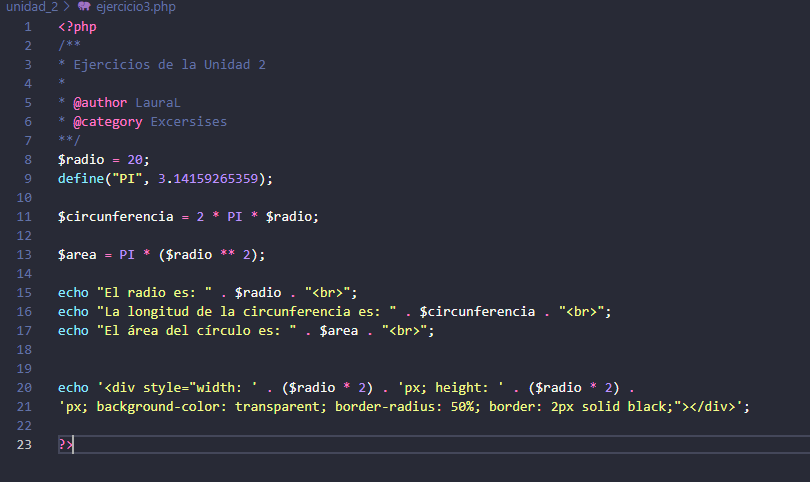 unidad_2 > ejercicio3.php
1 <?php
2 /**
3 * Ejercicios de la Unidad 2
4 *
5 * @author LauraL
6 * @category Excersises
7 **/
8 $radio = 20;
9 define("PI", 3.14159265359);
10
11 $circunferencia = 2 * PI * $radio;
12
13 $area = PI * ($radio ** 2);
14
15 echo "El radio es: " . $radio . "<br>";
16 echo "La longitud de la circunferencia es: " . $circunferencia . "<br>";
17 echo "El área del círculo es: " . $area . "<br>";
18
19
20 echo '<div style="width: ' . ($radio * 2) . 'px; height: ' . ($radio * 2) .
21 'px; background-color: transparent; border-radius: 50%; border: 2px solid black;"></div>';
22
23 ?>